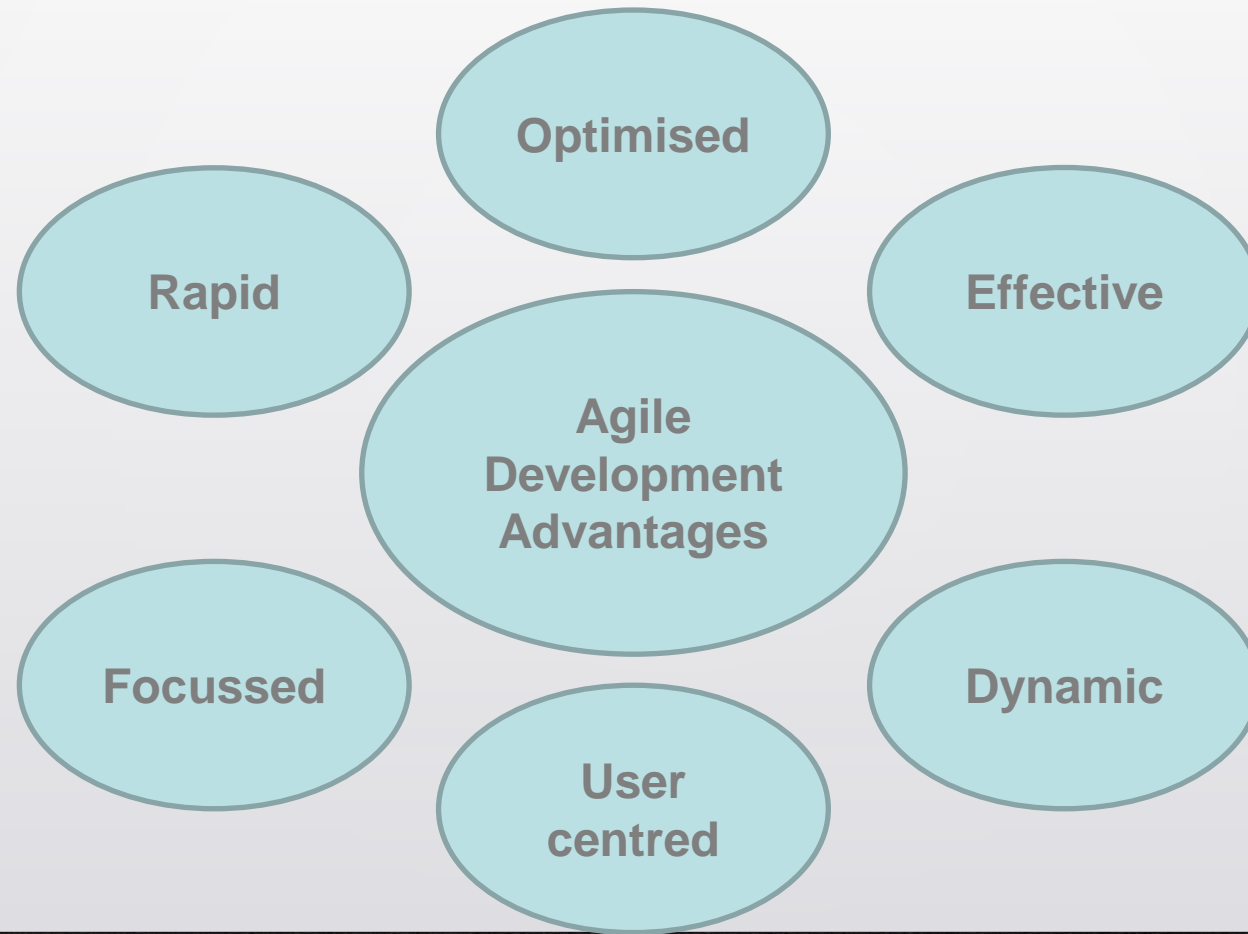 Optimised
Rapid
Effective
Agile
Development
Advantages
Focussed
Dynamic
User
centred